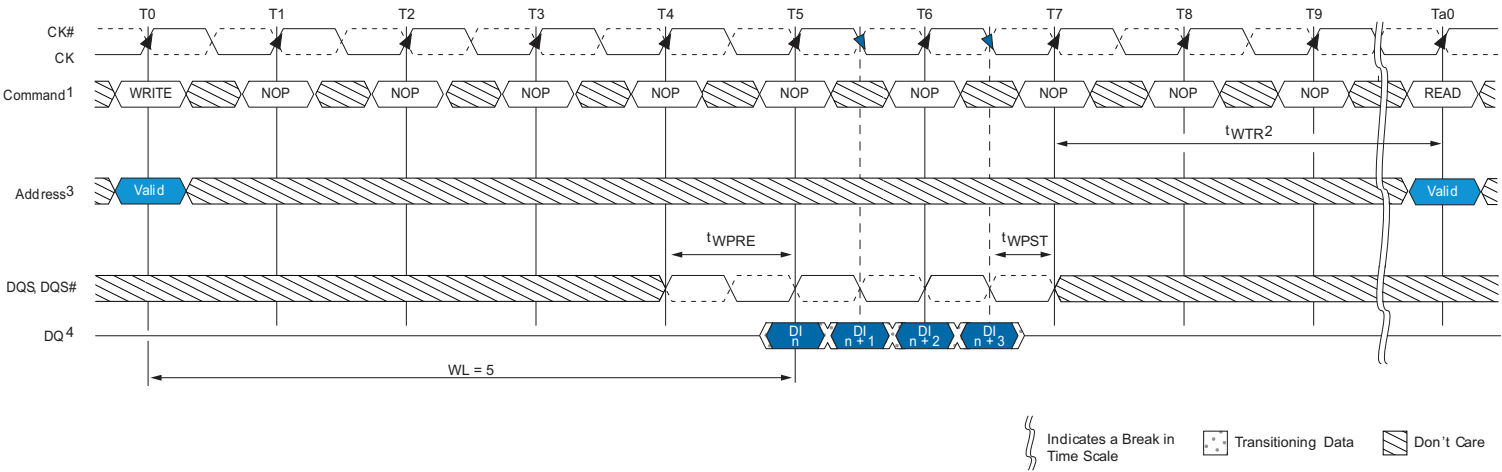 T0 T1 T2 T3 T4 T5 T6 T7 T8 T9 Ta0
CK#
CK
Command1 WRITE NOP NOP NOP NOP NOP NOP NOP NOP NOP READ
tWTR2
Address3 Valid Valid
tWPRE tWPST
DQS, DQS#
DQ4 DI n DI n + 1 DI n + 2 DI n + 3
WL = 5
Indicates a Break in Time Scale Transitioning Data Don't Care